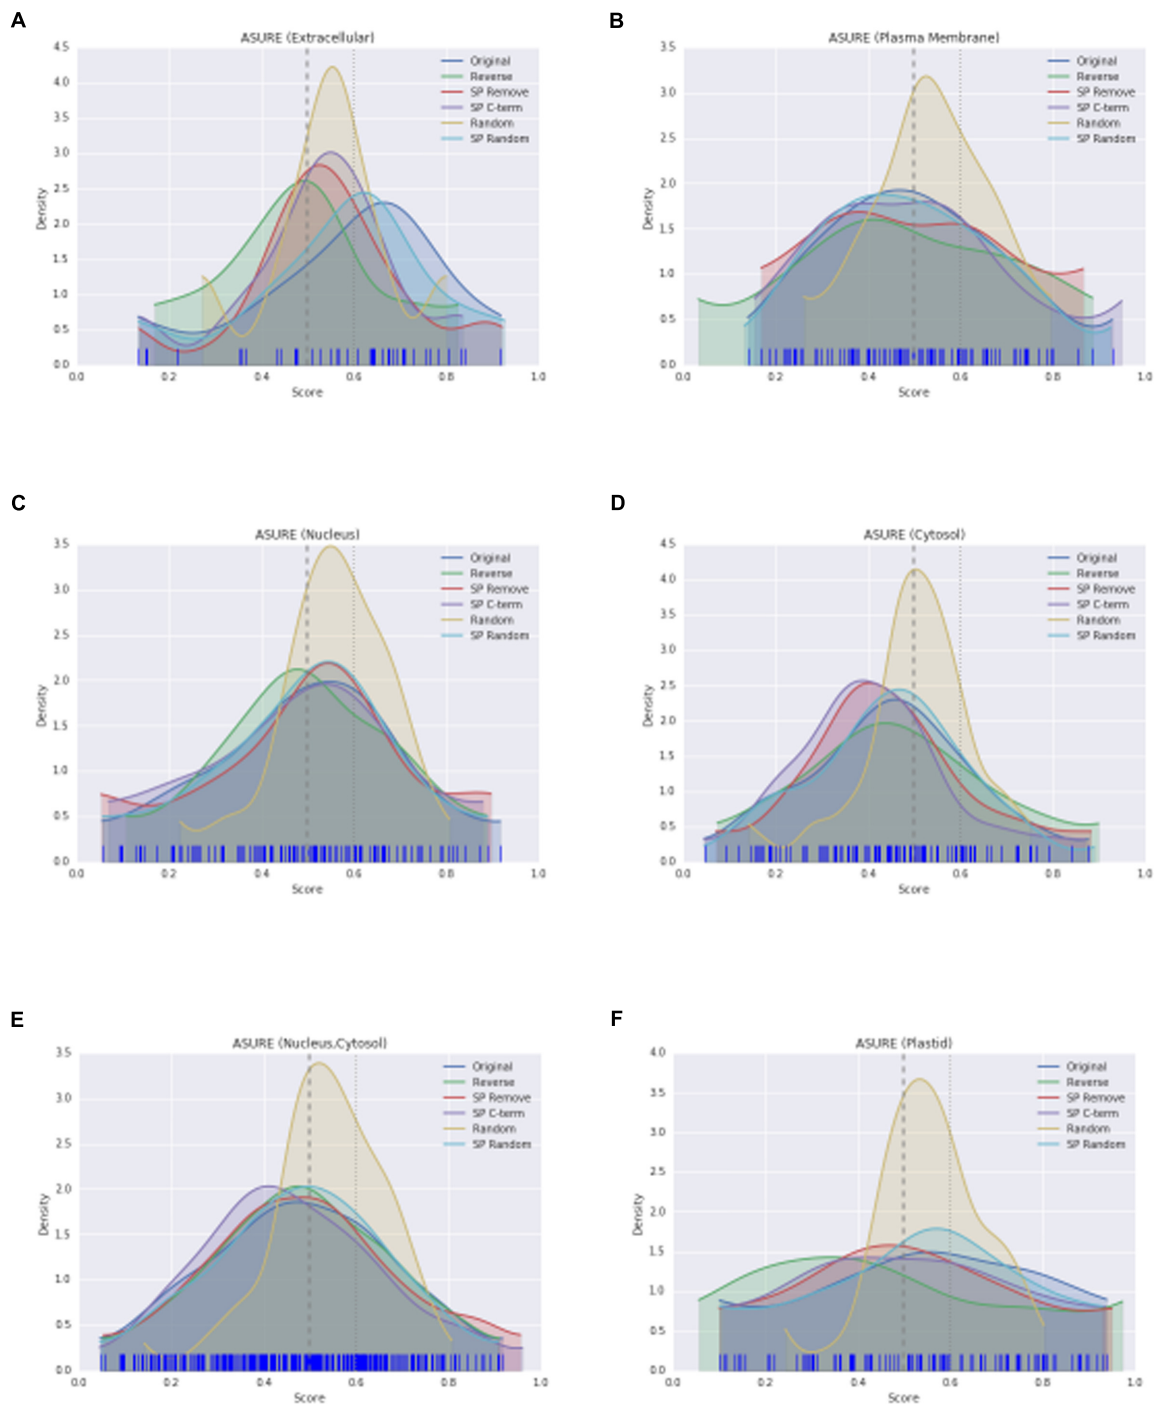 A
ASURE (Extracellular)
4.5
4.0
3.5
3.0
2.5
2.0
1.5
1.0
0.5
0.0
Density
Original
Reverse
SP Remove
SP C-term
Random
SP Random
0.0 0.2 0.4 0.6 0.8 1.0
Score
B
ASURE (Plasma Membrane)
3.5
3.0
2.5
2.0
1.5
1.0
0.5
0.0
Density
Original
Reverse
SP Remove
SP C-term
Random
SP Random
0.0 0.2 0.4 0.6 0.8 1.0
Score
C
ASURE (Nucleus)
3.5
3.0
2.5
2.0
1.5
1.0
0.5
0.0
Density
Original
Reverse
SP Remove
SP C-term
Random
SP Random
0.0 0.2 0.4 0.6 0.8 1.0
Score
D
ASURE (Cytosol)
4.5
4.0
3.5
3.0
2.5
2.0
1.5
1.0
0.5
0.0
Density
Original
Reverse
SP Remove
SP C-term
Random
SP Random
0.0 0.2 0.4 0.6 0.8 1.0
Score
E
ASURE (Nucleus.Cytosol)
3.5
3.0
2.5
2.0
1.5
1.0
0.5
0.0
Density
Original
Reverse
SP Remove
SP C-term
Random
SP Random
0.0 0.2 0.4 0.6 0.8 1.0
Score
F
ASURE (Plastid)
4.0
3.5
3.0
2.5
2.0
1.5
1.0
0.5
0.0
Density
Original
Reverse
SP Remove
SP C-term
Random
SP Random
0.0 0.2 0.4 0.6 0.8 1.0
Score